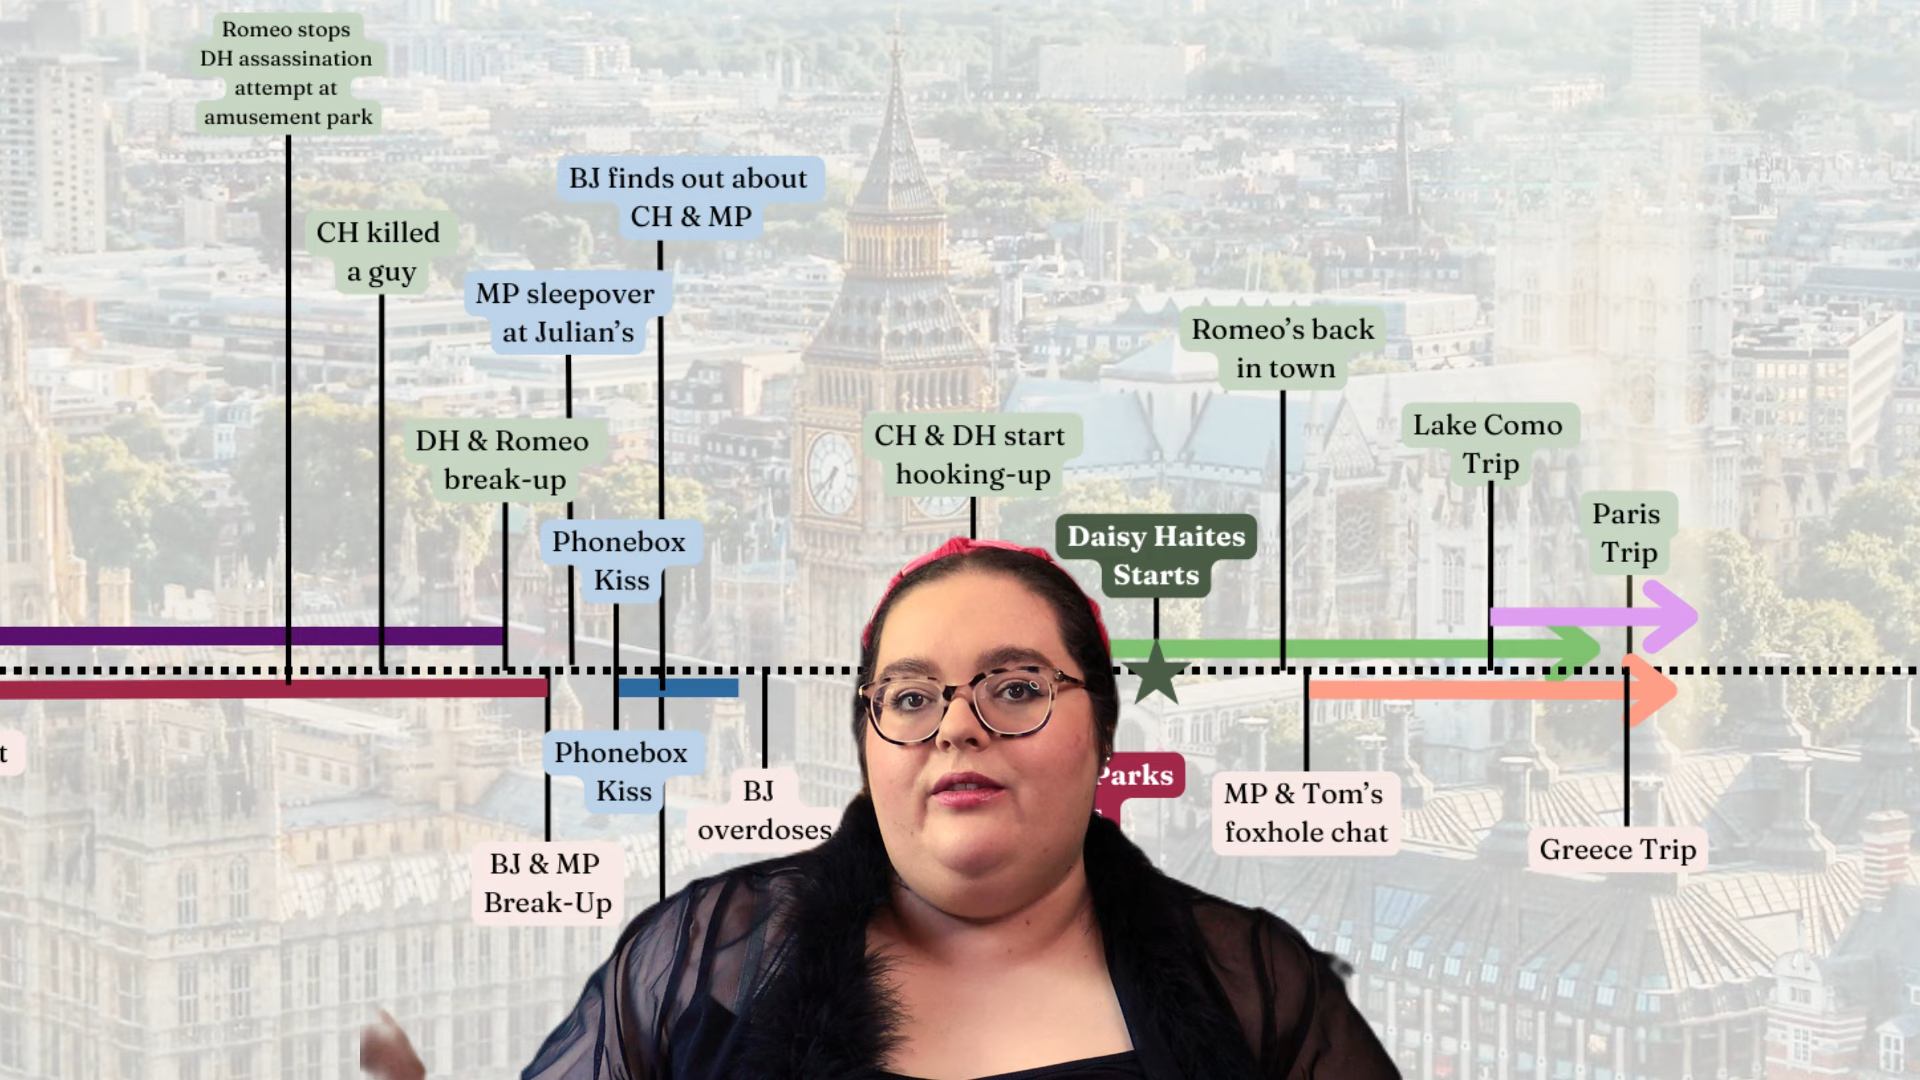 Romeo stops
DH assassination
attempt at
amusement park
CH killed
a guy
BJ finds out about
CH & MP
MP sleepover
at Julian's
DH & Romeo
break-up
Phonebox
Kiss
CH & DH start
hooking-up
Daisy Haites
Starts
Romeo's back
in town
Lake Como
Trip
Paris
Trip
t
Phonebox
Kiss
BJ & MP
Break-Up
BJ
overdoses
Parks
MP & Tom's
foxhole chat
Greece Trip